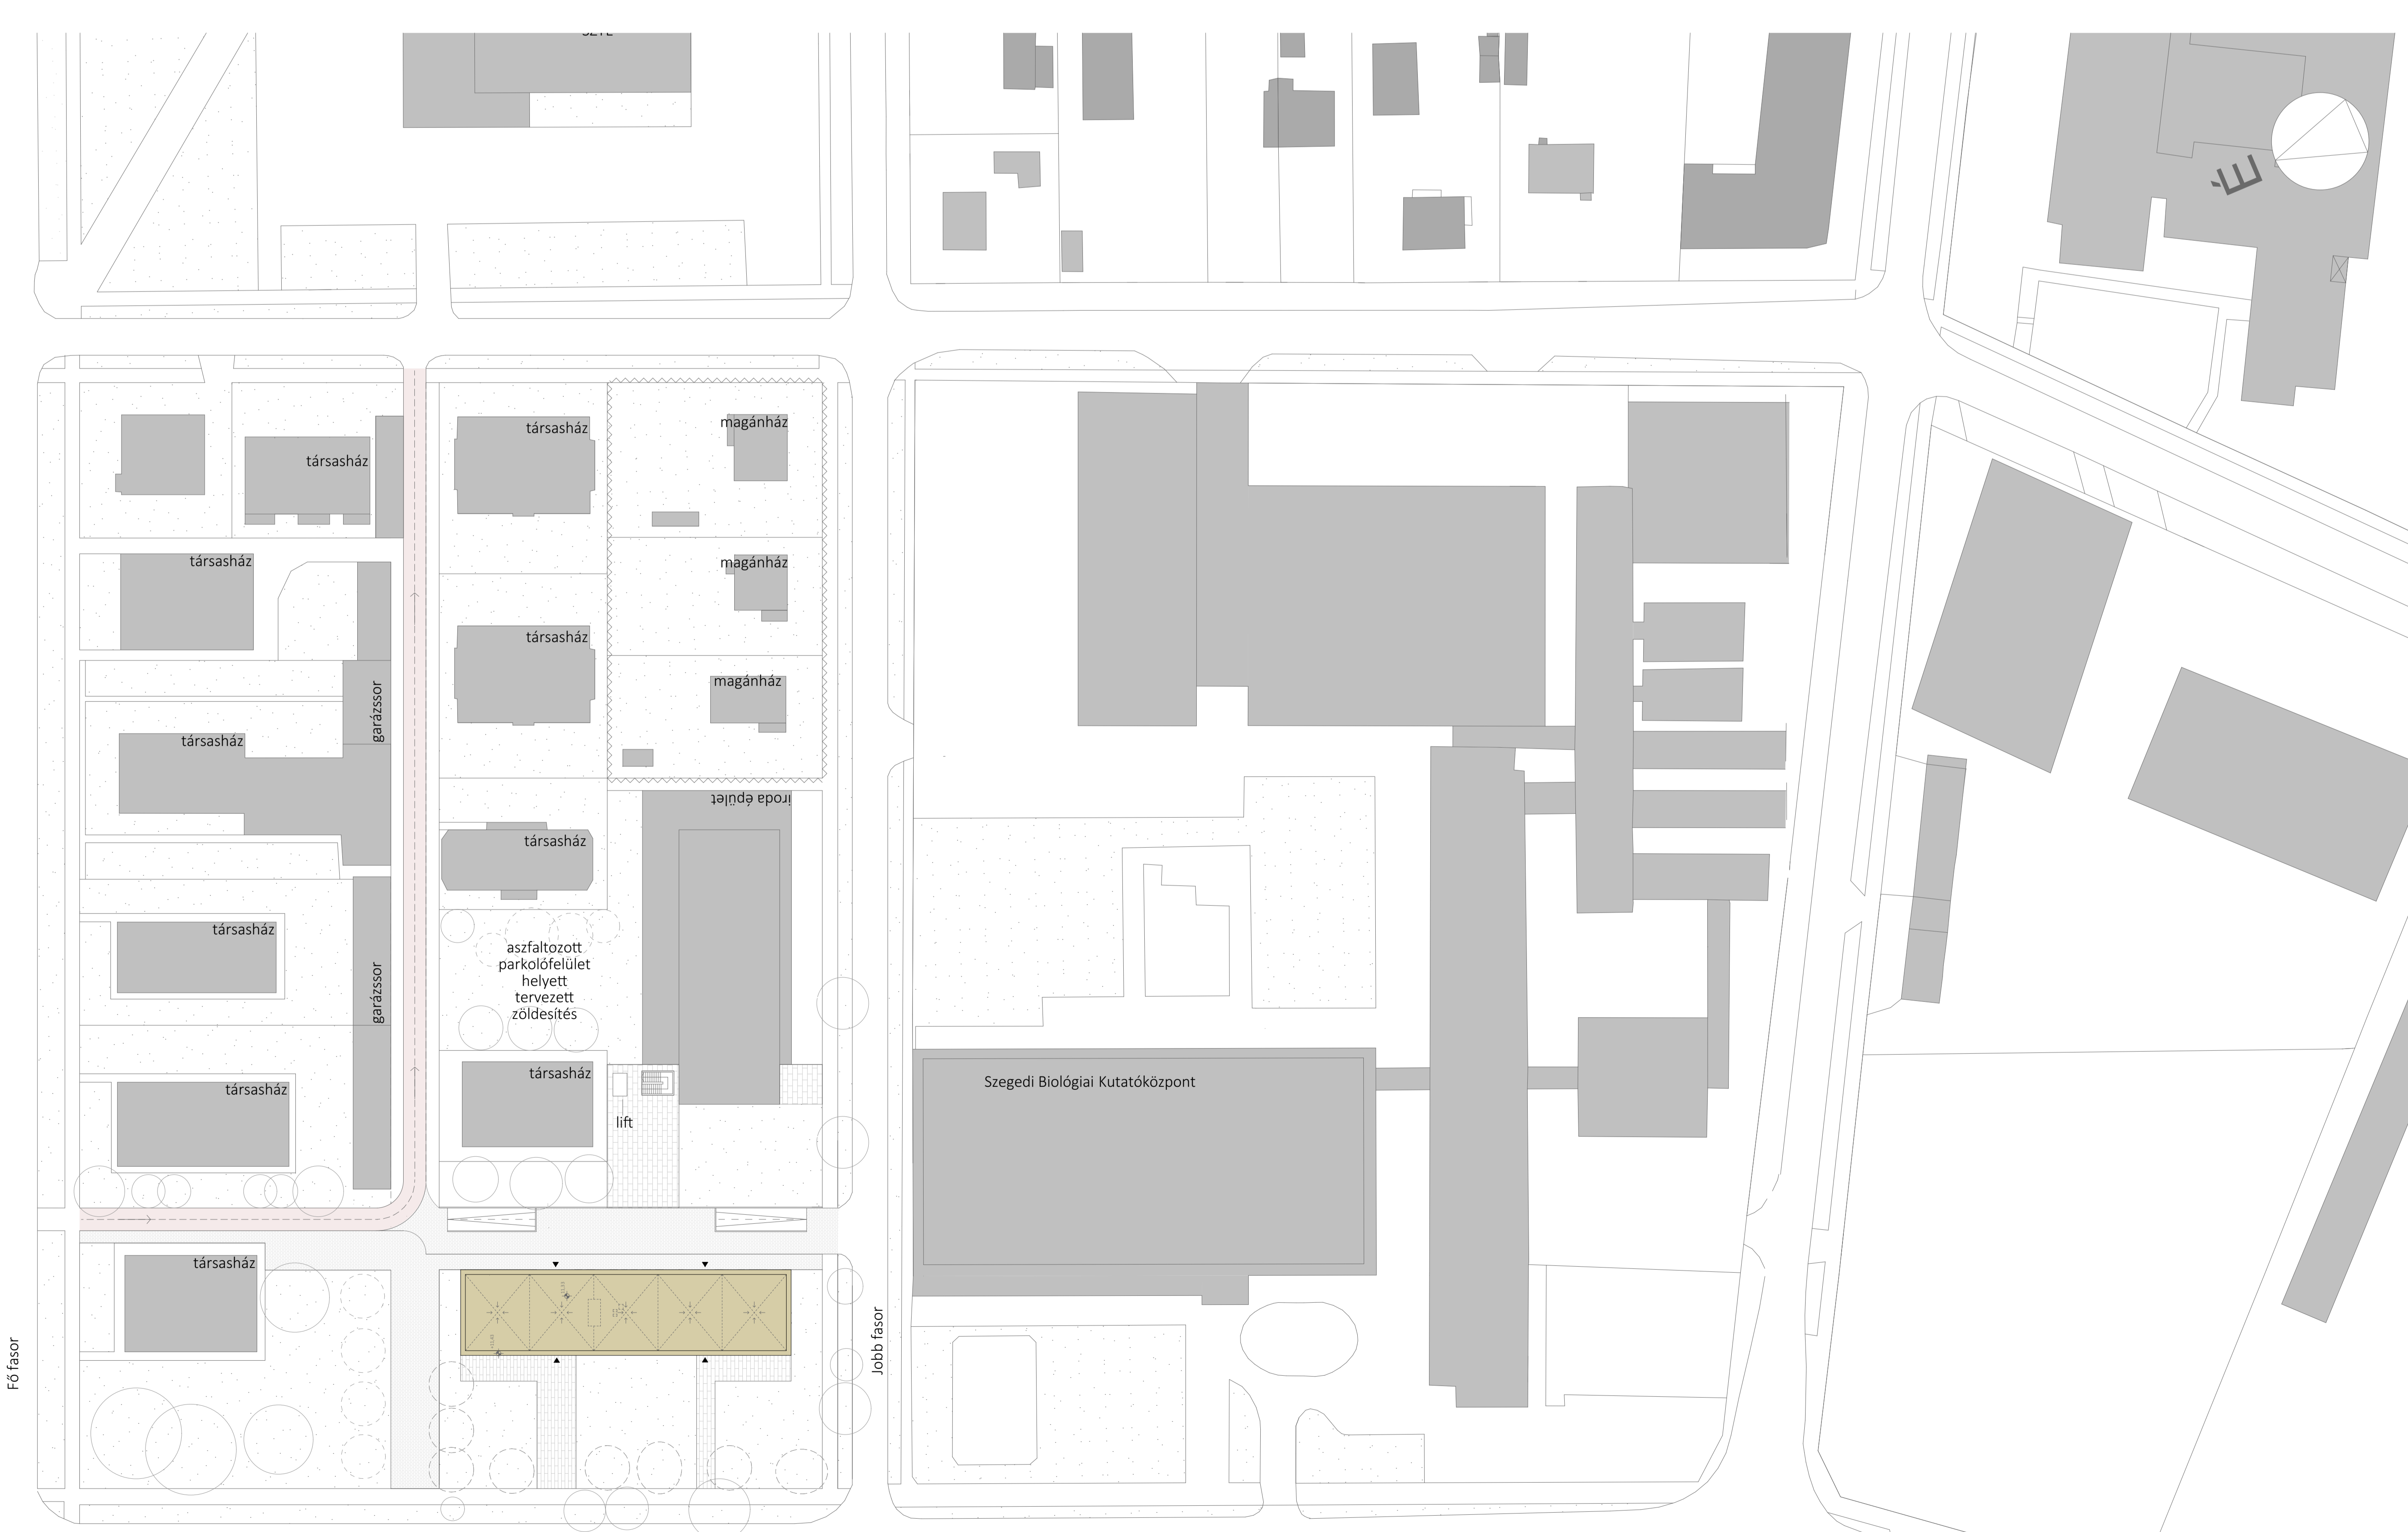 É
társasház
magánház
társasház
társasház
magánház
társasház
magánház
garázssor
társasház
iroda épület
társasház
társasház
aszfaltozott
parkolófelület
helyett
tervezett
zöldesítés
garázssor
társasház
társasház
Szegedi Biológiai Kutatóközpont
lift
társasház
Fő fasor
Jobb fasor